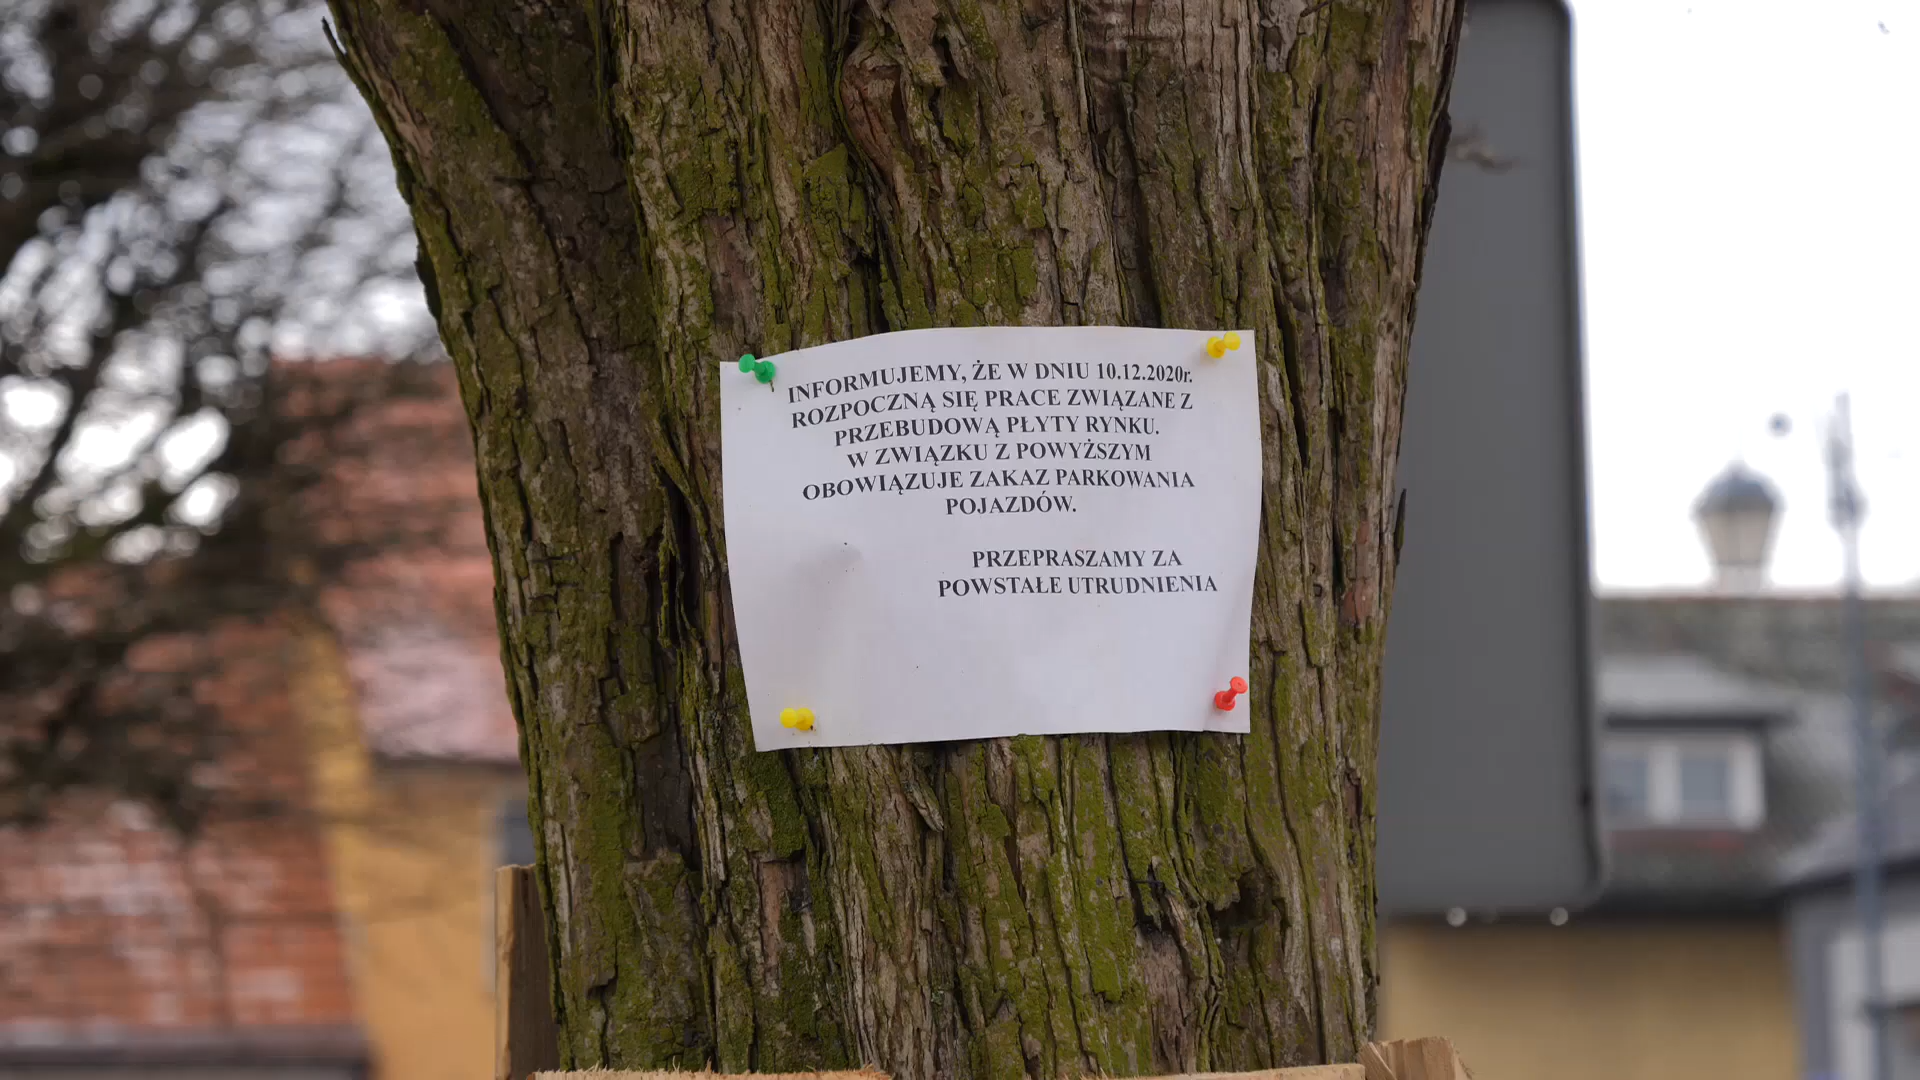 INFORMUJEMY, ŻE W DNIU 10.12.2020r.
ROZPOCZNĄ SIĘ PRACE ZWIĄZANE Z
PRZEBUDOWĄ PŁYTY RYNKU.
W ZWIĄZKU Z POWYŻSZYM
OBOWIĄZUJE ZAKAZ PARKOWANIA
POJAZDÓW.
PRZEPRASZAMY ZA
POWSTAŁE UTRUDNIENIA